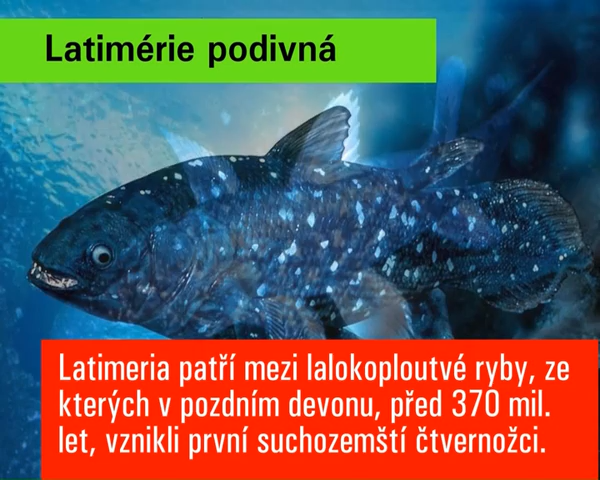 Latimérie podivná
Latimeria patří mezi lalokoploutvé ryby, ze
kterých v pozdním devonu, před 370 mil.
let, vznikli první suchozemští čtvernožci.